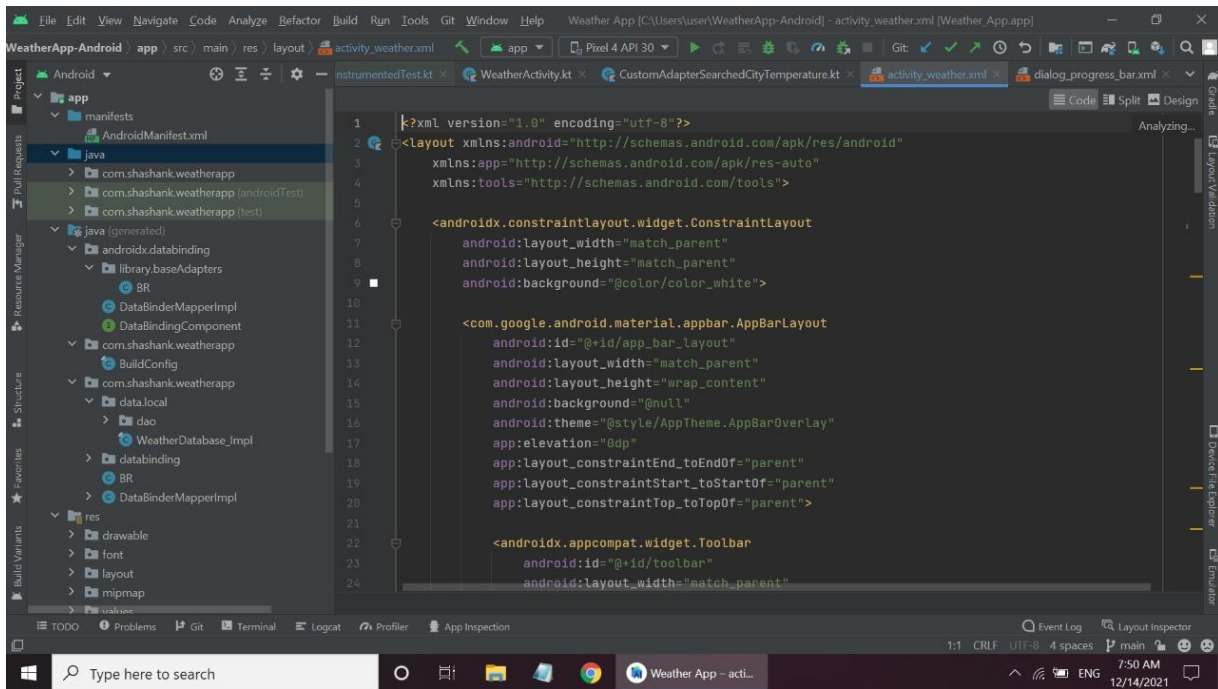 File Edit View Navigate Code Analyze Refactor Build Run Tools Git Window Help Weather App [C:\Users\user\WeatherApp-Android] - activity_weather.xml [Weather_App.app]
WeatherApp-Android app src main res layout activity_weather.xml app Pixel 4 API 30 Git:
Android nstrumentedTest.kt WeatherActivity.kt CustomAdapterSearchedCityTemperature.kt activity_weather.xml dialog_progress_bar.xml
Code Split Design
Analyzing...
Project
Pull Requests
Resource Manager
Structure
Favorites
Build Variants
app
manifests
AndroidManifest.xml
java
com.shashank.weatherapp
com.shashank.weatherapp (androidTest)
com.shashank.weatherapp (test)
java (generated)
androidx.databinding
library.baseAdapters
BR
DataBinderMapperImpl
DataBindingComponent
com.shashank.weatherapp
BuildConfig
com.shashank.weatherapp
data.local
dao
WeatherDatabase_Impl
databinding
BR
DataBinderMapperImpl
res
drawable
font
layout
mipmap
values
1 <?xml version="1.0" encoding="utf-8"?>
2 <layout xmlns:android="http://schemas.android.com/apk/res/android"
3 xmlns:app="http://schemas.android.com/apk/res-auto"
4 xmlns:tools="http://schemas.android.com/tools">
5
6 <androidx.constraintlayout.widget.ConstraintLayout
7 android:layout_width="match_parent"
8 android:layout_height="match_parent"
9 android:background="@color/color_white">
10
11 <com.google.android.material.appbar.AppBarLayout
12 android:id="@+id/app_bar_layout"
13 android:layout_width="match_parent"
14 android:layout_height="wrap_content"
15 android:background="@null"
16 android:theme="@style/AppTheme.AppBarOverlay"
17 app:elevation="0dp"
18 app:layout_constraintEnd_toEndOf="parent"
19 app:layout_constraintStart_toStartOf="parent"
20 app:layout_constraintTop_toTopOf="parent">
21
22 <androidx.appcompat.widget.Toolbar
23 android:id="@+id/toolbar"
24 android:layout_width="match_parent"
Gradle
Layout Validation
Device File Explorer
Emulator
TODO Problems Git Terminal Logcat Profiler App Inspection Event Log Layout Inspector
1:1 CRLF UTF-8 4 spaces main
Type here to search Weather App – acti... ENG 7:50 AM
12/14/2021